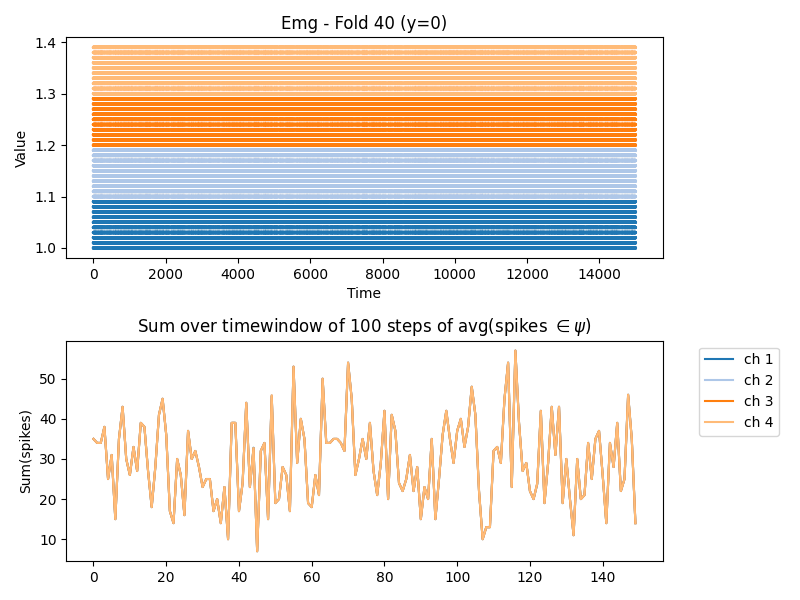 Emg - Fold 40 (y=0)
1.4
1.3
1.2
1.1
1.0
Value
0 2000 4000 6000 8000 10000 12000 14000
Time
Sum over timewindow of 100 steps of avg(spikes ∈ ψ)
50
40
30
20
10
Sum(spikes)
0 20 40 60 80 100 120 140
ch 1
ch 2
ch 3
ch 4